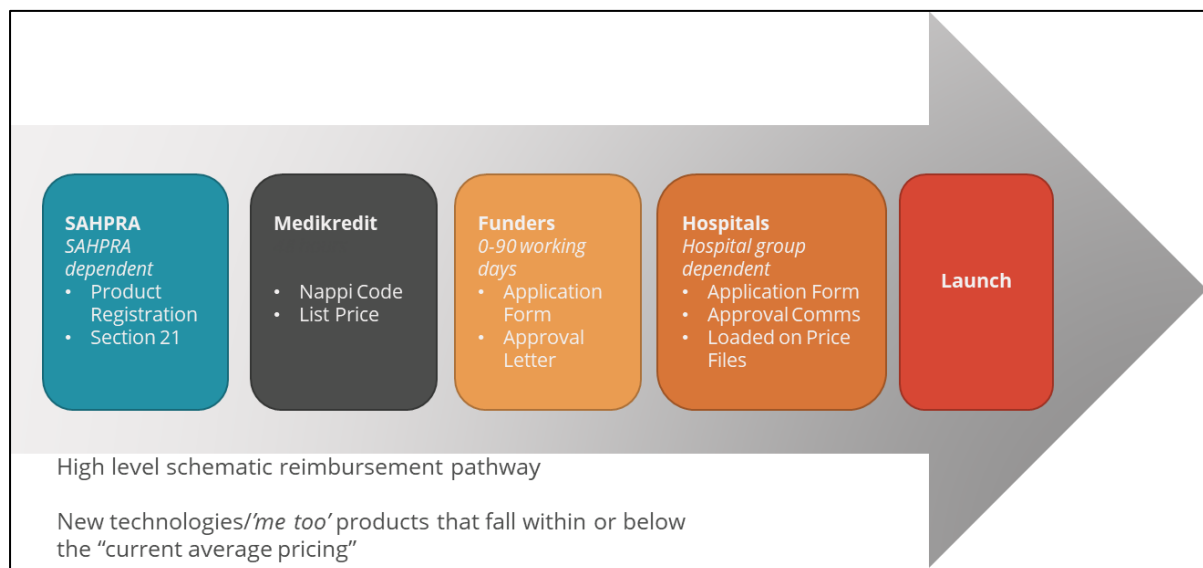 SAHPRA
SAHPRA
dependent
• Product
Registration
• Section 21
Medikredit
• Nappi Code
• List Price
Funders
0-90 working
days
• Application
Form
• Approval
Letter
Hospitals
Hospital group
dependent
• Application Form
• Approval Comms
• Loaded on Price
Files
Launch
High level schematic reimbursement pathway
New technologies/’me too’ products that fall within or below
the “current average pricing”